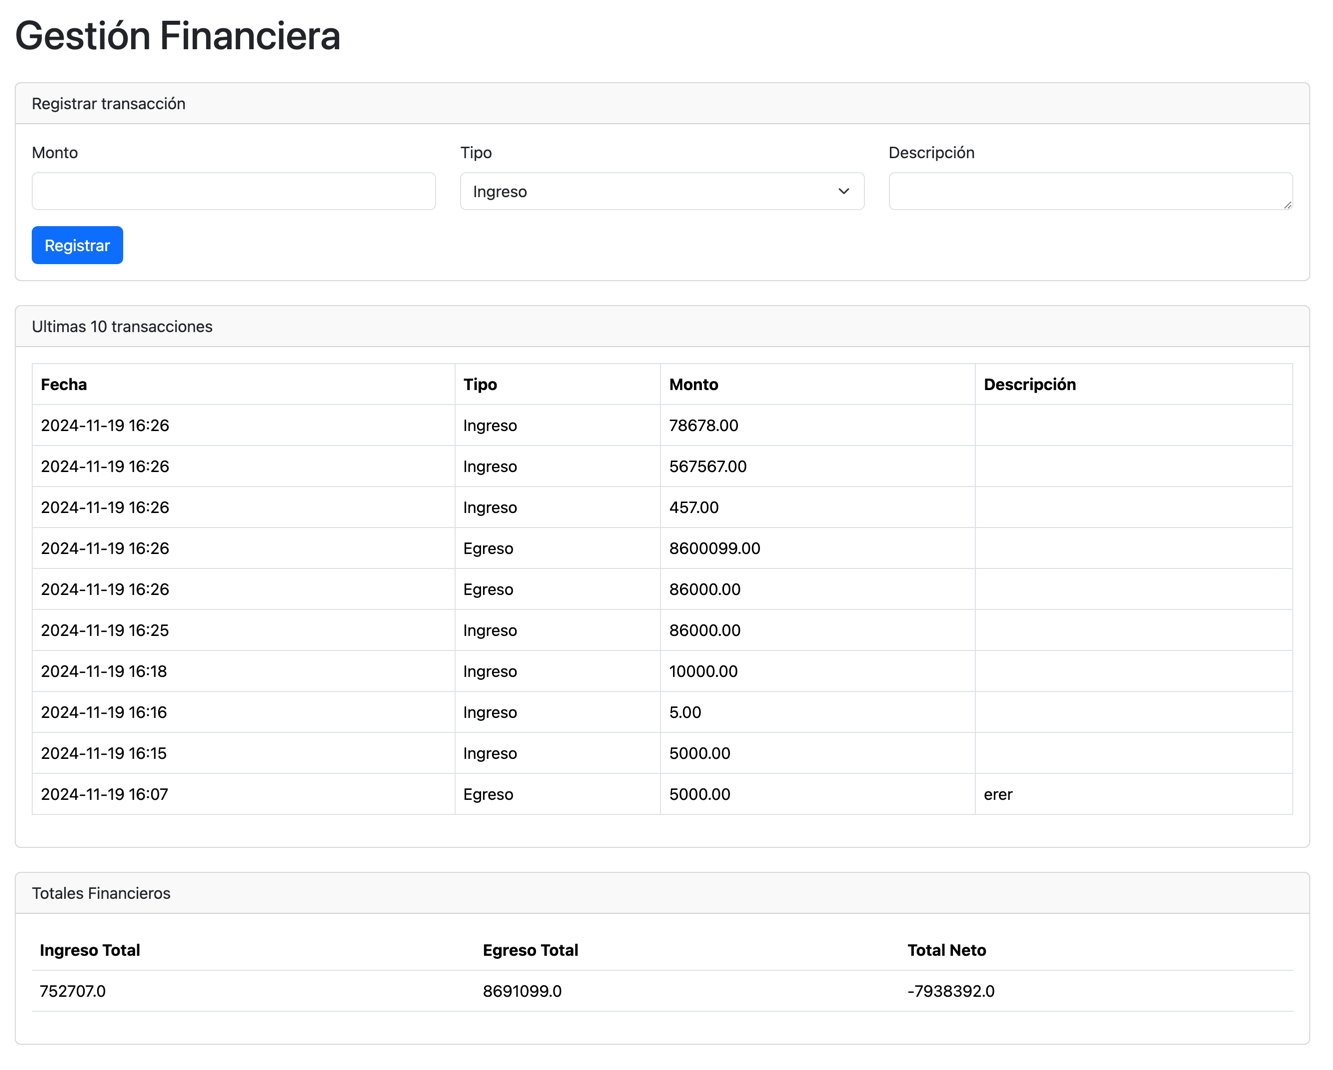 Gestión Financiera
Registrar transacción
Monto Tipo Descripción
Ingreso
Registrar
Ultimas 10 transacciones
Fecha Tipo Monto Descripción
2024-11-19 16:26 Ingreso 78678.00
2024-11-19 16:26 Ingreso 567567.00
2024-11-19 16:26 Ingreso 457.00
2024-11-19 16:26 Egreso 8600099.00
2024-11-19 16:26 Egreso 86000.00
2024-11-19 16:25 Ingreso 86000.00
2024-11-19 16:18 Ingreso 10000.00
2024-11-19 16:16 Ingreso 5.00
2024-11-19 16:15 Ingreso 5000.00
2024-11-19 16:07 Egreso 5000.00 erer
Totales Financieros
Ingreso Total Egreso Total Total Neto
752707.0 8691099.0 -7938392.0